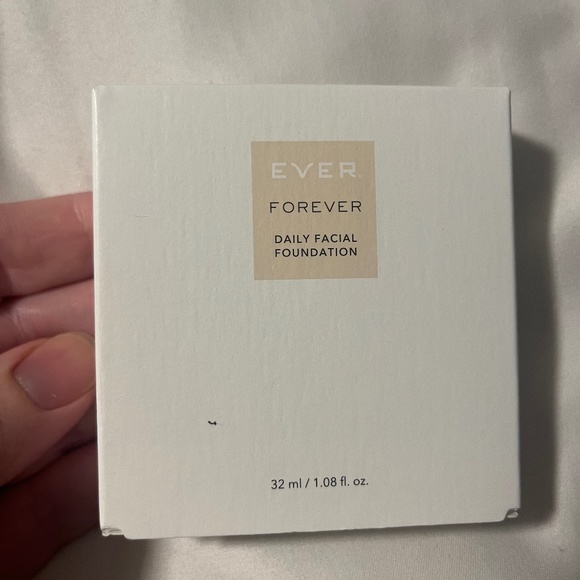 EVER
FOREVER
DAILY FACIAL
FOUNDATION
32 ml / 1.08 fl. oz.